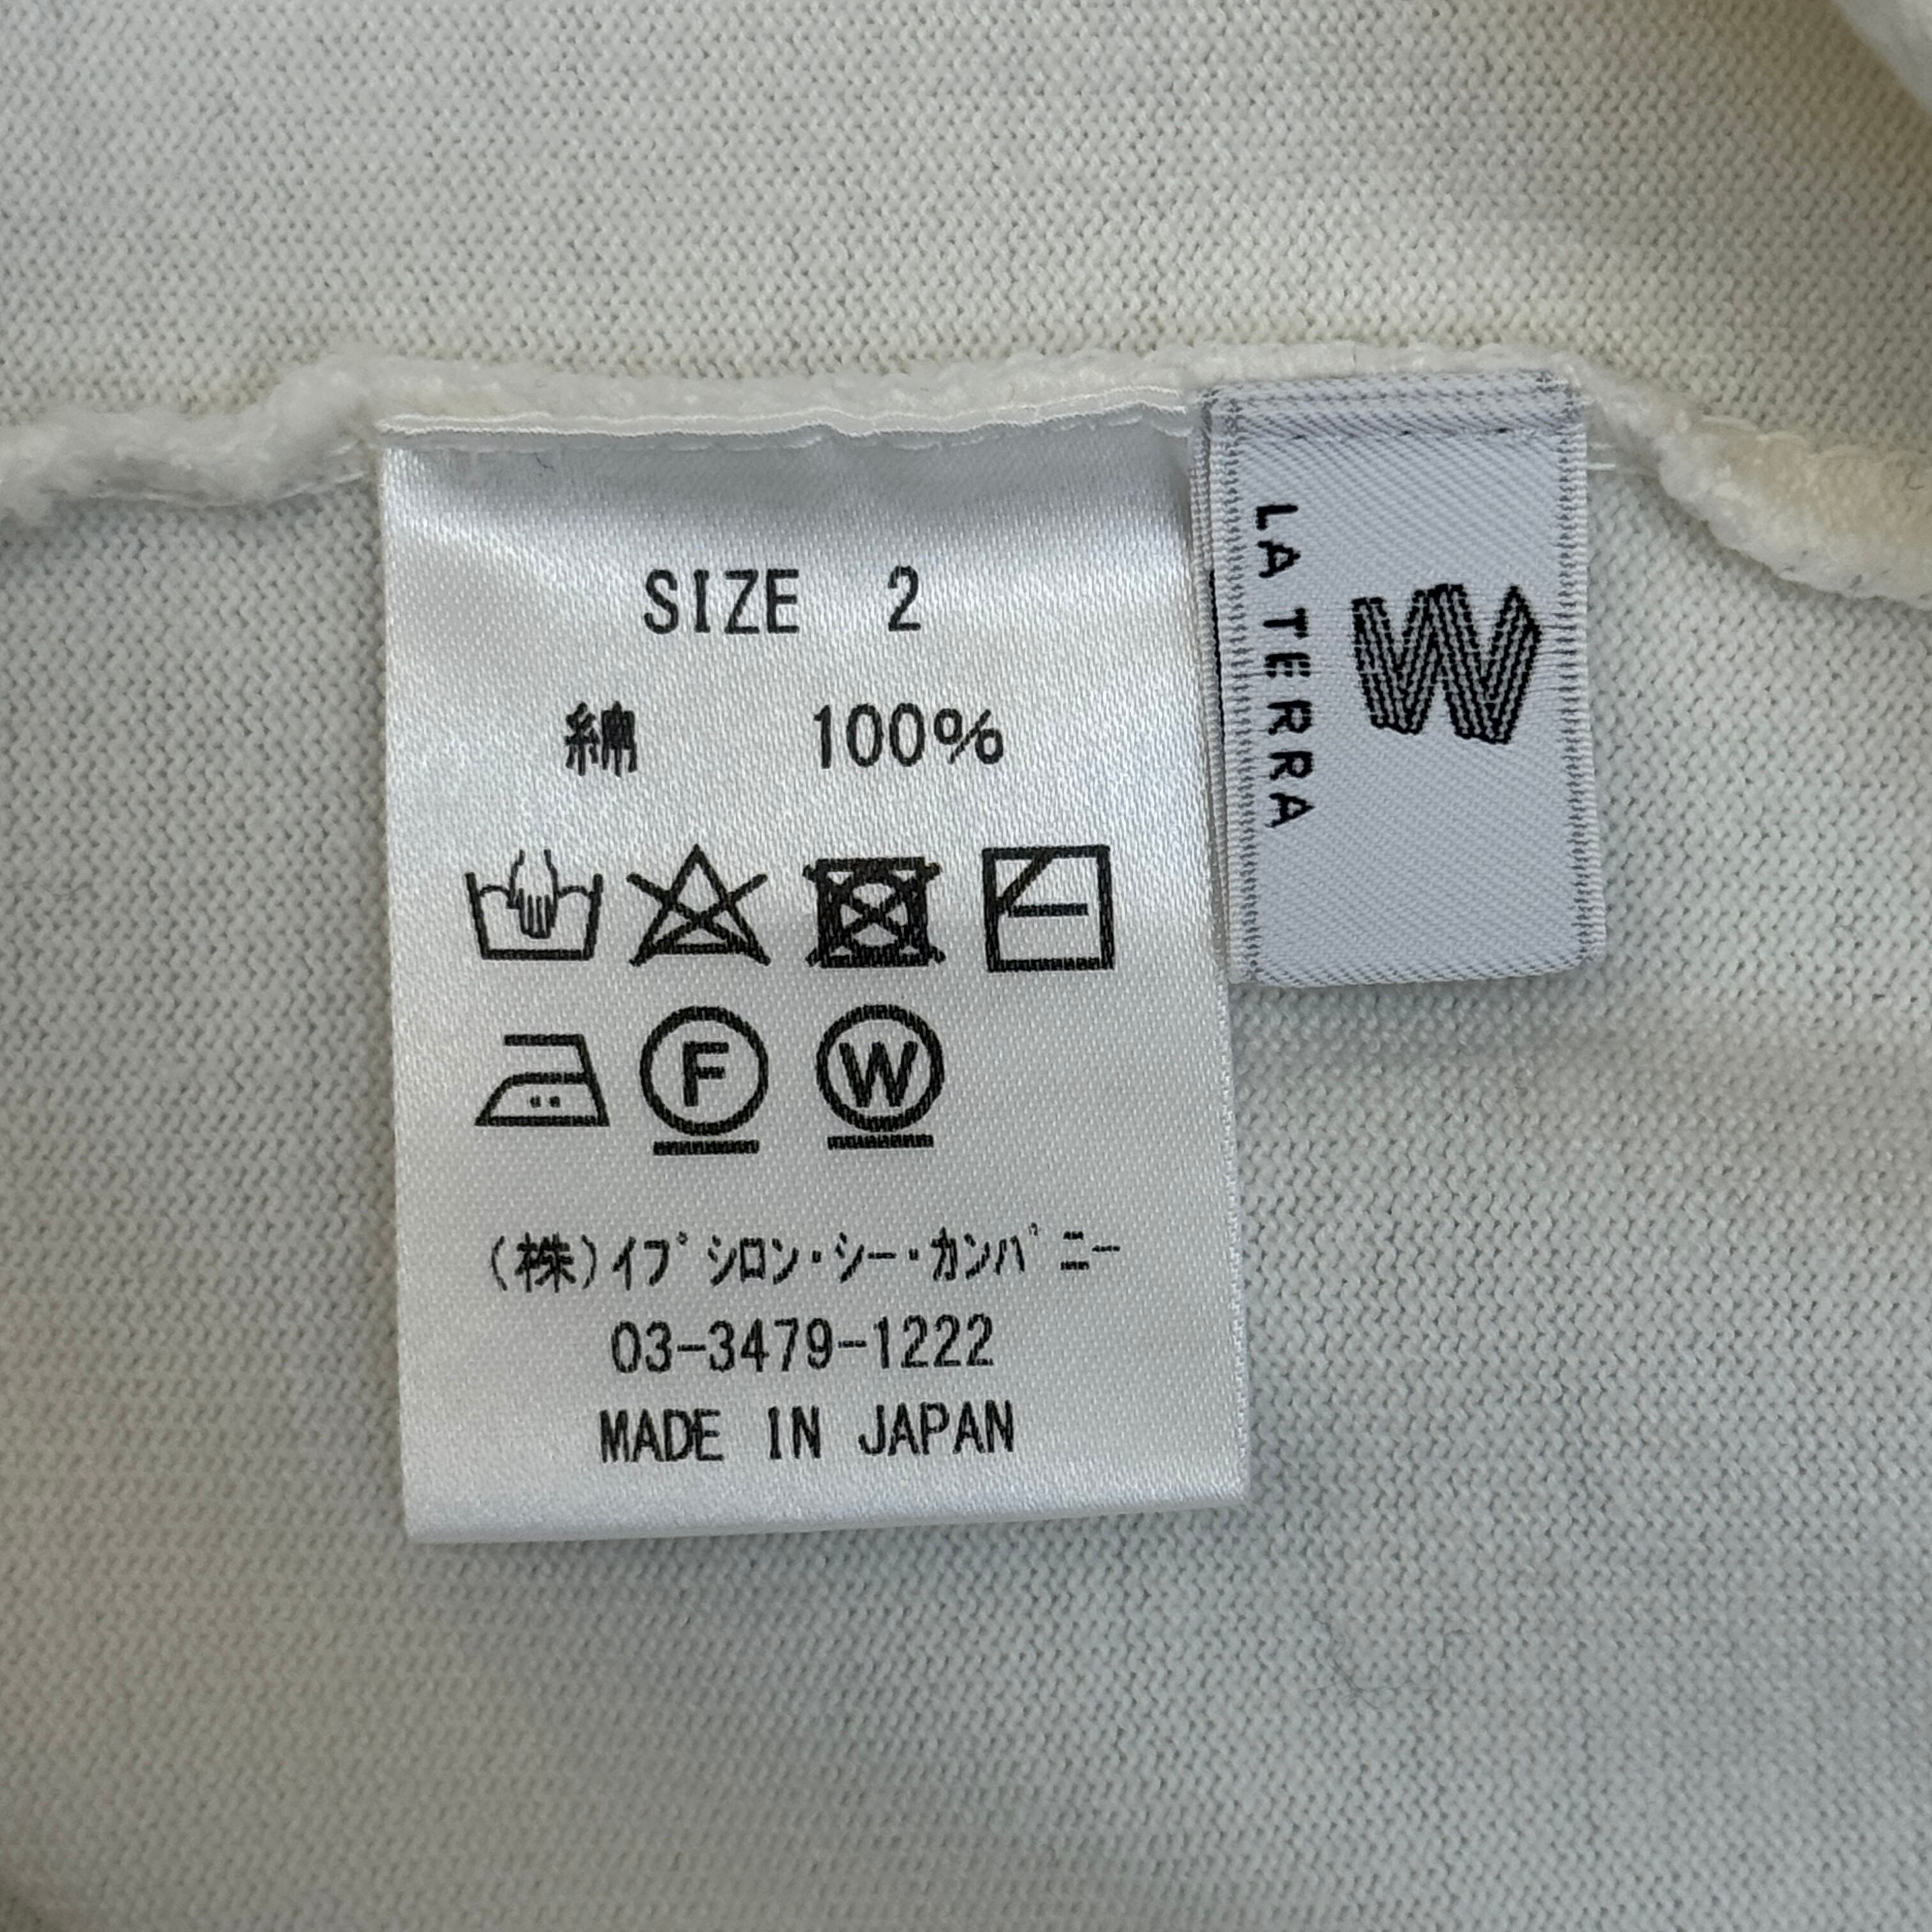 SIZE 2
綿 100%
F W
(株)イプシロン・シー・カンパニー
03-3479-1222
MADE IN JAPAN
LA TERRA
W